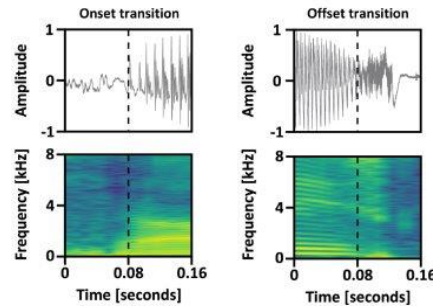 Onset transition
Offset transition
Amplitude
1
0
-1
Amplitude
1
0
-1
Frequency [kHz]
8
4
0
Frequency [kHz]
8
4
0
0 0.08 0.16
0 0.08 0.16
Time [seconds]
Time [seconds]